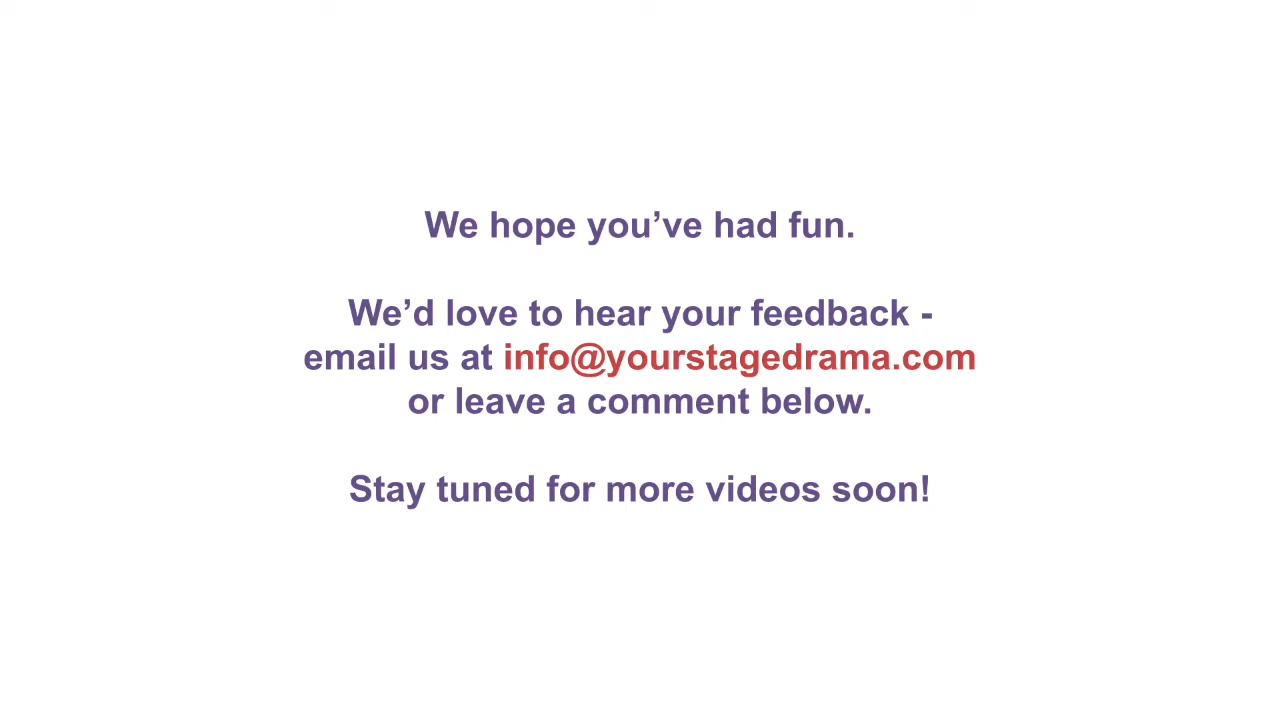 We hope you’ve had fun.
We’d love to hear your feedback -
email us at info@yourstagedrama.com
or leave a comment below.
Stay tuned for more videos soon!